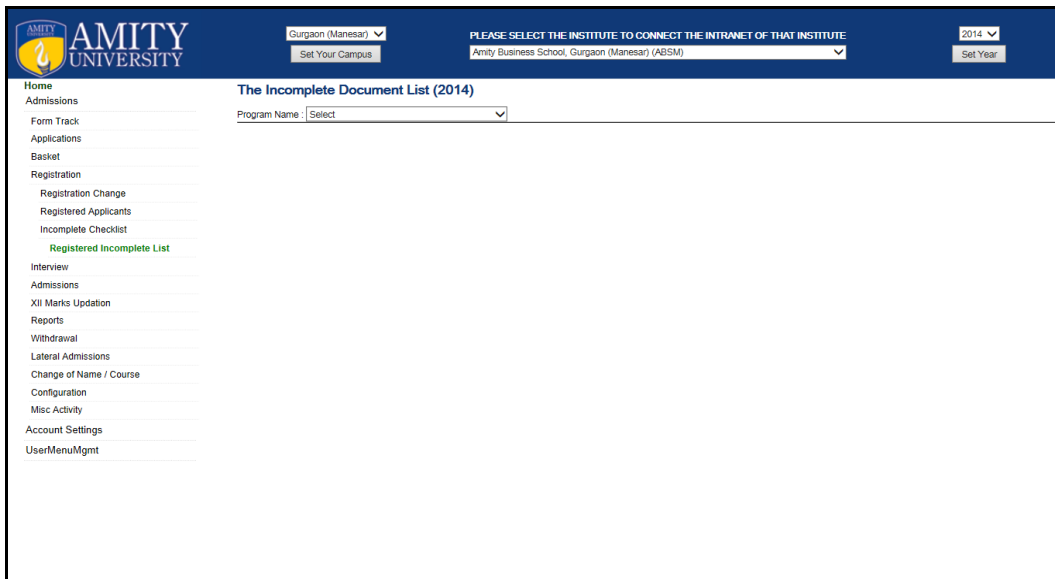 AMITY
AMITY
UNIVERSITY
Gurgaon (Manesar)
Set Your Campus
PLEASE SELECT THE INSTITUTE TO CONNECT THE INTRANET OF THAT INSTITUTE
Amity Business School, Gurgaon (Manesar) (ABSM)
2014
Set Year
Home
Admissions
Form Track
Applications
Basket
Registration
Registration Change
Registered Applicants
Incomplete Checklist
Registered Incomplete List
Interview
Admissions
XII Marks Updation
Reports
Withdrawal
Lateral Admissions
Change of Name / Course
Configuration
Misc Activity
Account Settings
UserMenuMgmt
The Incomplete Document List (2014)
Program Name : Select